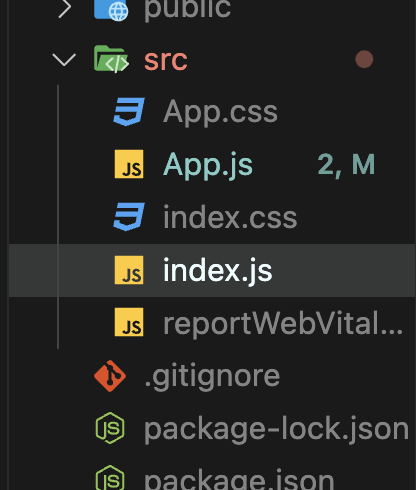 public
src
App.css
App.js 2, M
index.css
index.js
reportWebVital...
.gitignore
package-lock.json
package.json